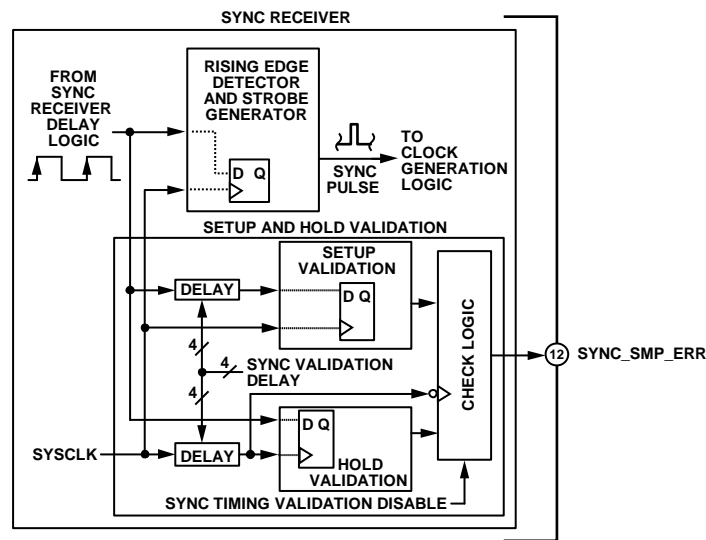 SYNC RECEIVER
FROM
SYNC
RECEIVER
DELAY
LOGIC
RISING EDGE
DETECTOR
AND STROBE
GENERATOR
D Q
SYNC
PULSE
TO
CLOCK
GENERATION
LOGIC
SETUP AND HOLD VALIDATION
SETUP
VALIDATION
D Q
DELAY
4
4
SYNC VALIDATION
DELAY
4
CHECK LOGIC
12 SYNC_SMP_ERR
D Q
SYSCLK
DELAY
HOLD
VALIDATION
SYNC TIMING VALIDATION DISABLE